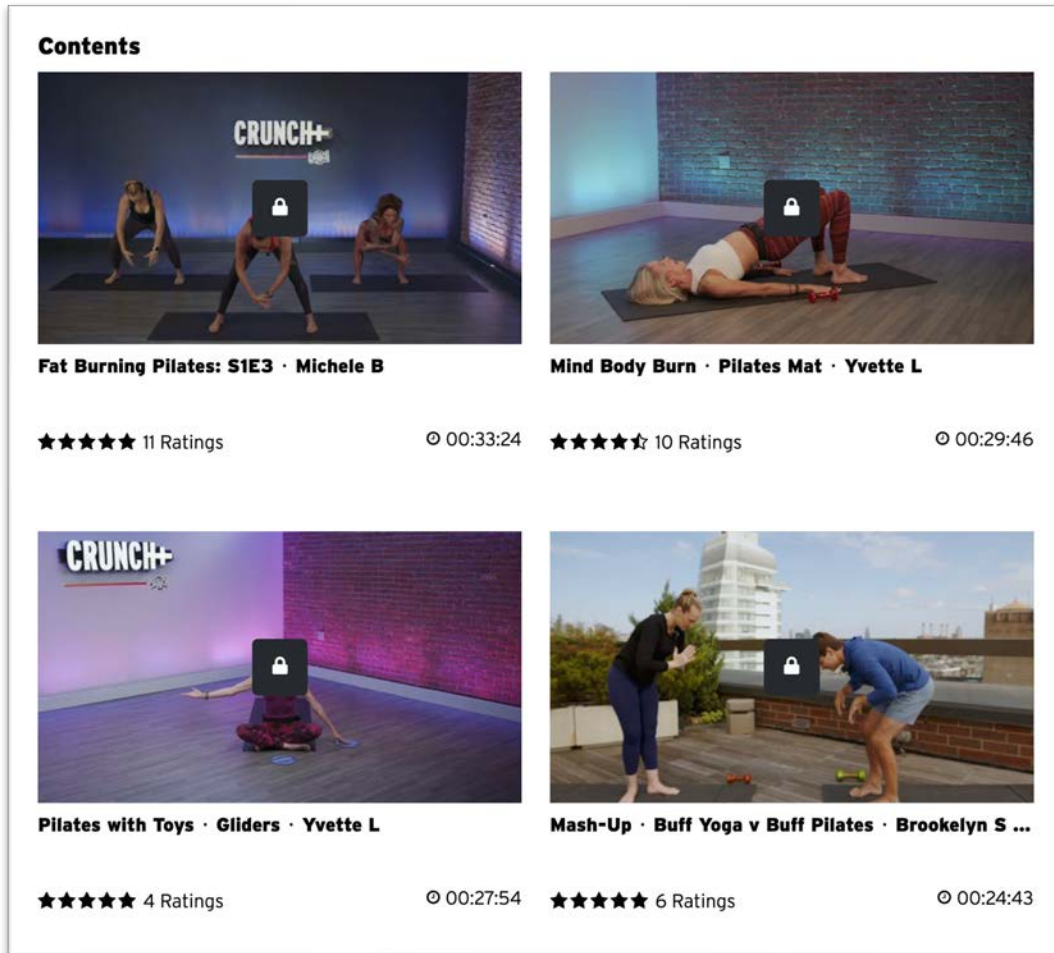 Contents
CRUNCH+
Fat Burning Pilates: S1E3 · Michele B
Mind Body Burn · Pilates Mat · Yvette L
11 Ratings
00:33:24
10 Ratings
00:29:46
CRUNCH+
Pilates with Toys · Gliders · Yvette L
Mash-Up · Buff Yoga v Buff Pilates · Brookelyn S ...
4 Ratings
00:27:54
6 Ratings
00:24:43